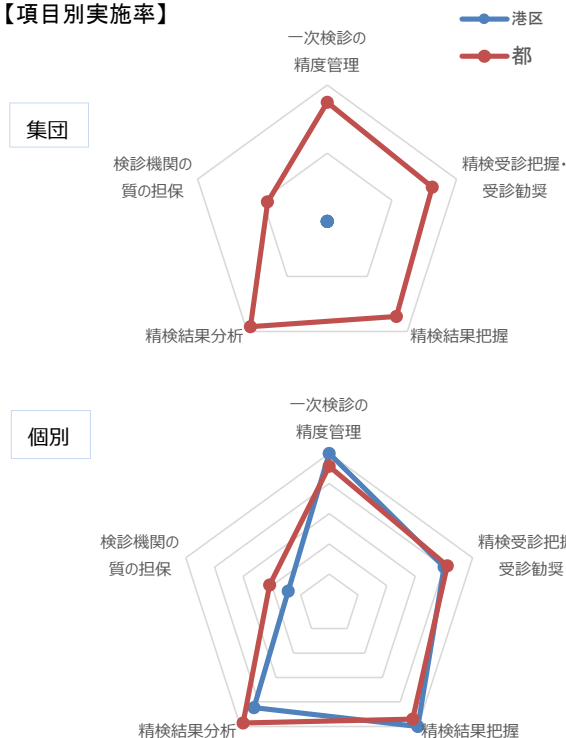 【項目別実施率】
港区
都
集団
一次検診の
精度管理
精検受診把握・
受診勧奨
精検結果把握
精検結果分析
検診機関の
質の担保
個別
一次検診の
精度管理
精検受診把
受診勧奨
精検結果把握
精検結果分析
検診機関の
質の担保